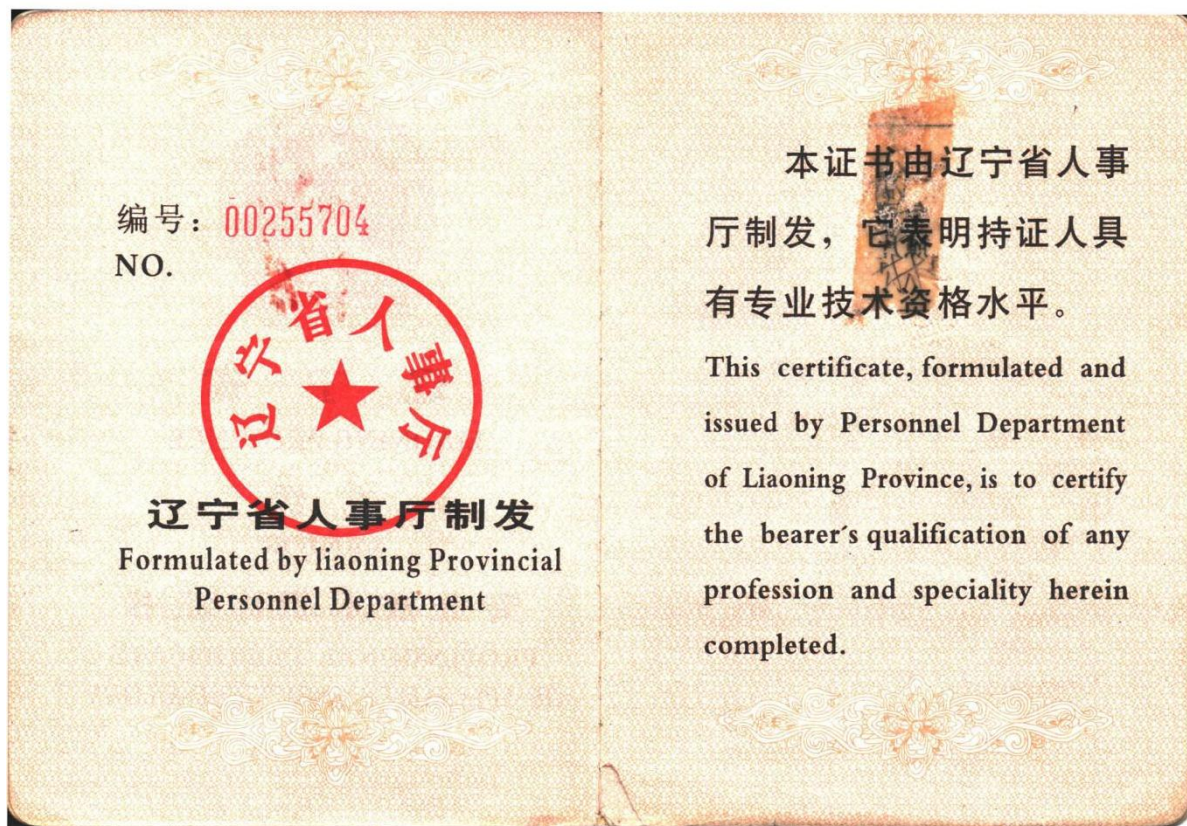 编号：00255704
NO.
辽宁省人事厅
辽宁省人事厅制发
Formulated by liaoning Provincial
Personnel Department
本证书由辽宁省人事
厅制发，它表明持证人具
有专业技术资格水平。
This certificate, formulated and
issued by Personnel Department
of Liaoning Province, is to certify
the bearer´s qualification of any
profession and speciality herein
completed.